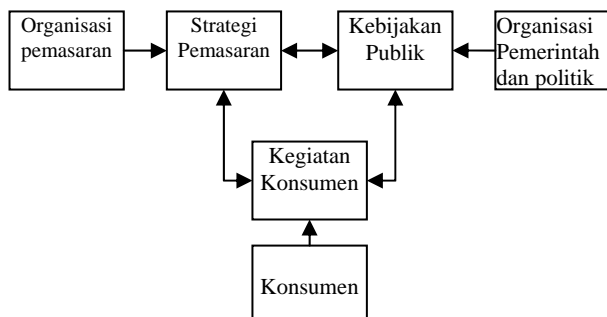 Organisasi
pemasaran
Strategi
Pemasaran
Kebijakan
Publik
Organisasi
Pemerintah
dan politik
Kegiatan
Konsumen
Konsumen